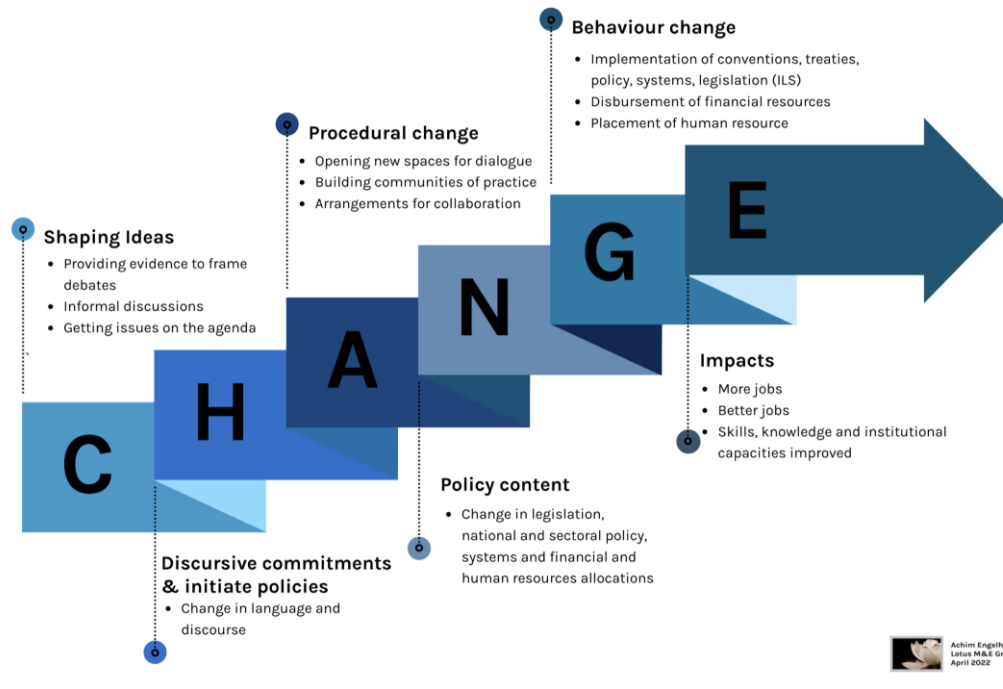 Behaviour change
• Implementation of conventions, treaties,
policy, systems, legislation (ILS)
• Disbursement of financial resources
• Placement of human resource
Procedural change
• Opening new spaces for dialogue
• Building communities of practice
• Arrangements for collaboration
Shaping Ideas
• Providing evidence to frame
debates
• Informal discussions
• Getting issues on the agenda
C H A N G E
Impacts
• More jobs
• Better jobs
• Skills, knowledge and institutional
capacities improved
Policy content
• Change in legislation,
national and sectoral policy,
systems and financial and
human resources allocations
Discursive commitments
& initiate policies
• Change in language and
discourse
Achim
Lotus M&E
April 2022